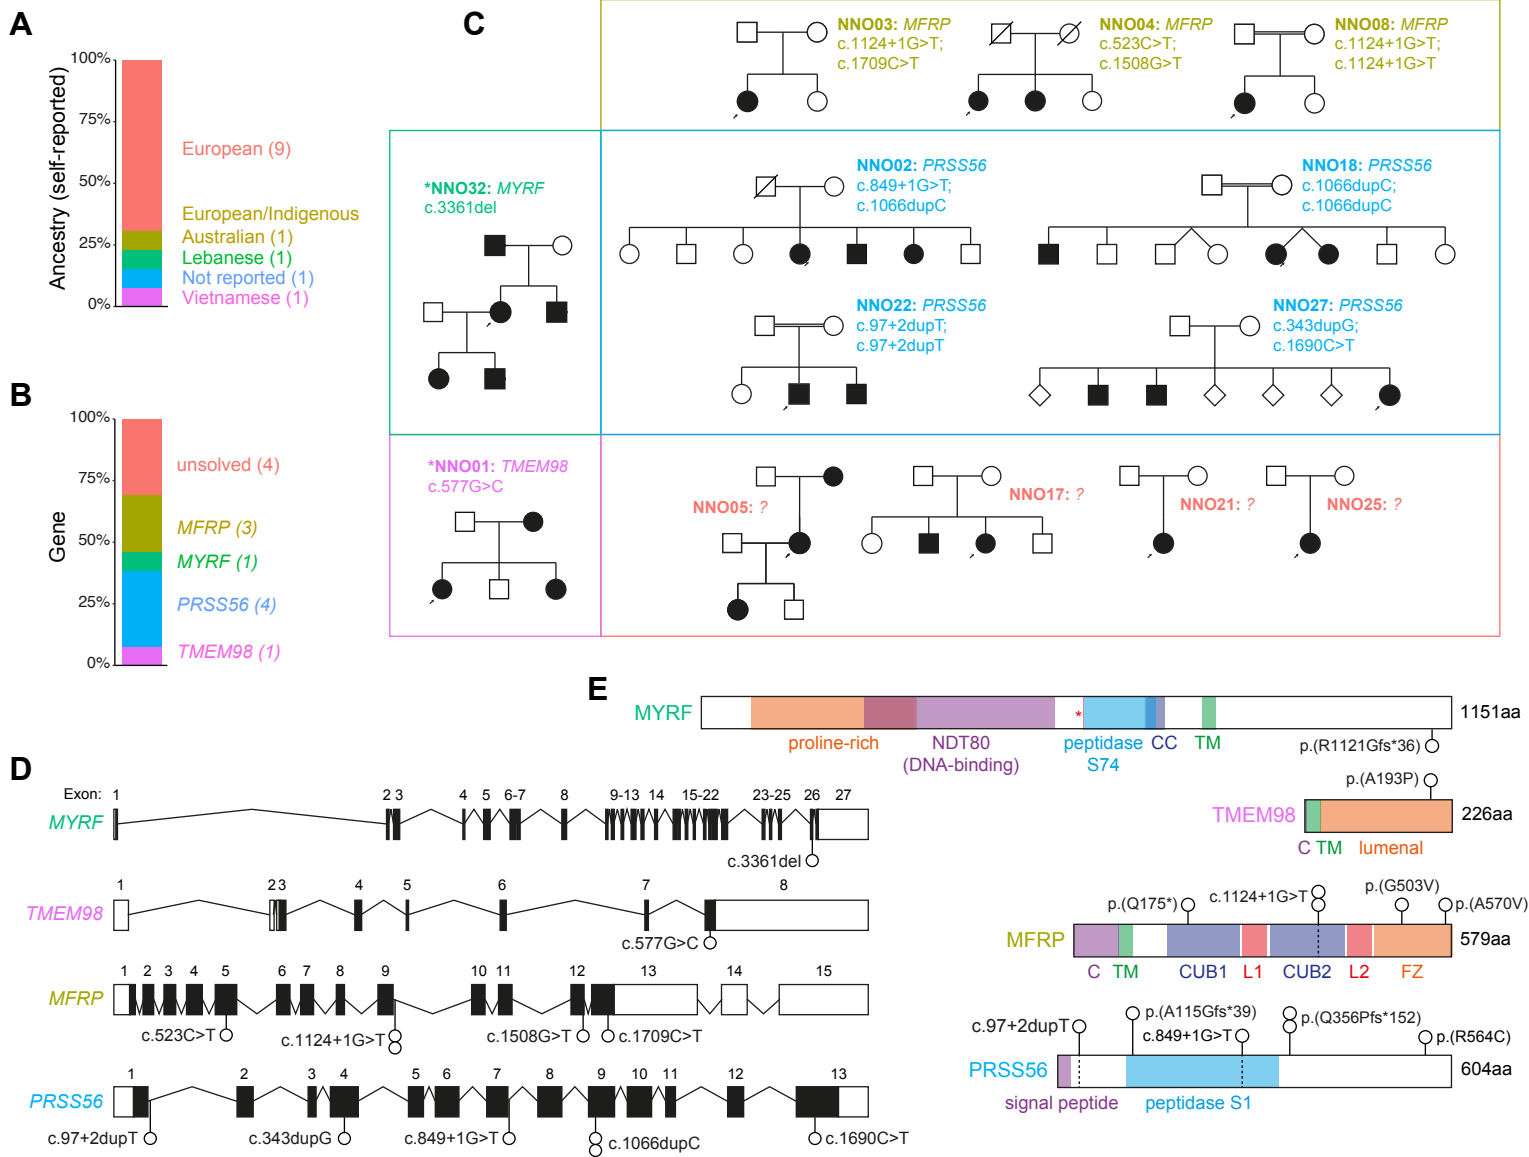 A
100%
75%
50%
25%
0%
Ancestry (self-reported)
European (9)
European/Indigenous
Australian (1)
Lebanese (1)
Not reported (1)
Vietnamese (1)
B
100%
75%
50%
25%
0%
Gene
unsolved (4)
MFRP (3)
MYRF (1)
PRSS56 (4)
TMEM98 (1)
C
NNO03: MFRP
c.1124+1G>T;
c.1709C>T
NNO04: MFRP
c.523C>T;
c.1508G>T
NNO08: MFRP
c.1124+1G>T;
c.1124+1G>T
*NNO32: MYRF
c.3361del
NNO02: PRSS56
c.849+1G>T;
c.1066dupC
NNO18: PRSS56
c.1066dupC;
c.1066dupC
NNO22: PRSS56
c.97+2dupT;
c.97+2dupT
NNO27: PRSS56
c.343dupG;
c.1690C>T
*NNO01: TMEM98
c.577G>C
NNO05: ?
NNO17: ?
NNO21: ?
NNO25: ?
D
Exon: 1 2 3 4 5 6-7 8 9-13 14 15-22 23-25 26 27
MYRF
c.3361del
1 2 3 4 5 6 7 8
TMEM98
c.577G>C
1 2 3 4 5 6 7 8 9 10 11 12 13 14 15
MFRP
c.523C>T
c.1124+1G>T
c.1508G>T
c.1709C>T
1 2 3 4 5 6 7 8 9 10 11 12 13
PRSS56
c.97+2dupT
c.343dupG
c.849+1G>T
c.1066dupC
c.1690C>T
E
MYRF
*
1151aa
proline-rich
NDT80
(DNA-binding)
peptidase
S74
CC
TM
p.(R1121Gfs*36)
p.(A193P)
TMEM98
226aa
C TM lumenal
p.(Q175*)
c.1124+1G>T
p.(G503V)
p.(A570V)
MFRP
579aa
C TM CUB1 L1 CUB2 L2 FZ
c.97+2dupT
p.(A115Gfs*39)
c.849+1G>T
p.(Q356Pfs*152)
p.(R564C)
PRSS56
604aa
signal peptide
peptidase S1